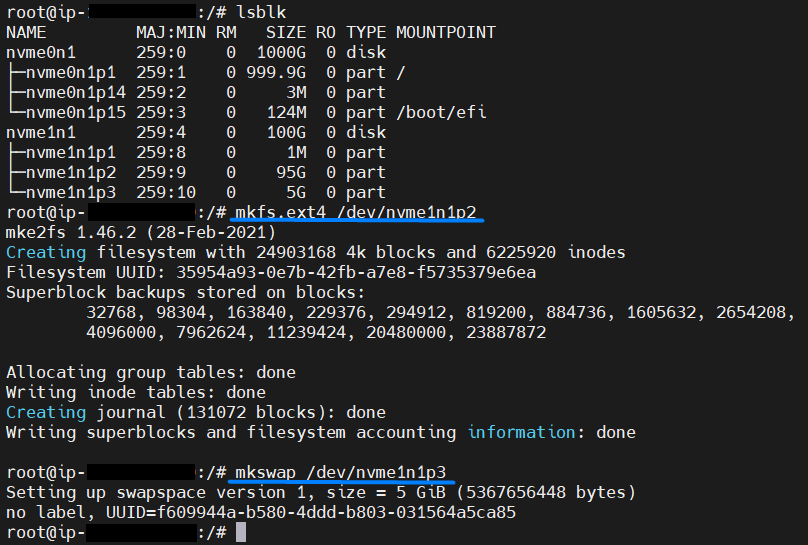 root@ip-:/# lsblk
NAME         MAJ:MIN RM   SIZE RO TYPE MOUNTPOINT
nvme0n1      259:0    0  1000G  0 disk
├─nvme0n1p1  259:1    0 999.9G  0 part /
├─nvme0n1p14 259:2    0     3M  0 part
└─nvme0n1p15 259:3    0   124M  0 part /boot/efi
nvme1n1      259:4    0   100G  0 disk
├─nvme1n1p1  259:8    0     1M  0 part
├─nvme1n1p2  259:9    0    95G  0 part
└─nvme1n1p3  259:10   0     5G  0 part
root@ip-:/# mkfs.ext4 /dev/nvme1n1p2
mke2fs 1.46.2 (28-Feb-2021)
Creating filesystem with 24903168 4k blocks and 6225920 inodes
Filesystem UUID: 35954a93-0e7b-42fb-a7e8-f5735379e6ea
Superblock backups stored on blocks:
        32768, 98304, 163840, 229376, 294912, 819200, 884736, 1605632, 2654208,
        4096000, 7962624, 11239424, 20480000, 23887872

Allocating group tables: done
Writing inode tables: done
Creating journal (131072 blocks): done
Writing superblocks and filesystem accounting information: done

root@ip-:/# mkswap /dev/nvme1n1p3
Setting up swapspace version 1, size = 5 GiB (5367656448 bytes)
no label, UUID=f609944a-b580-4ddd-b803-031564a5ca85
root@ip-:/#